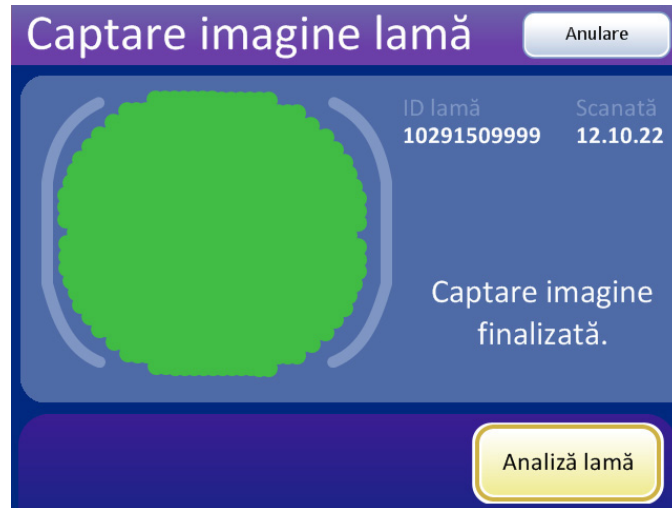 Captare imagine lamă
Anulare
ID lamă
Scanată
10291509999
12.10.22
Captare imagine
finalizată.
Analiză lamă